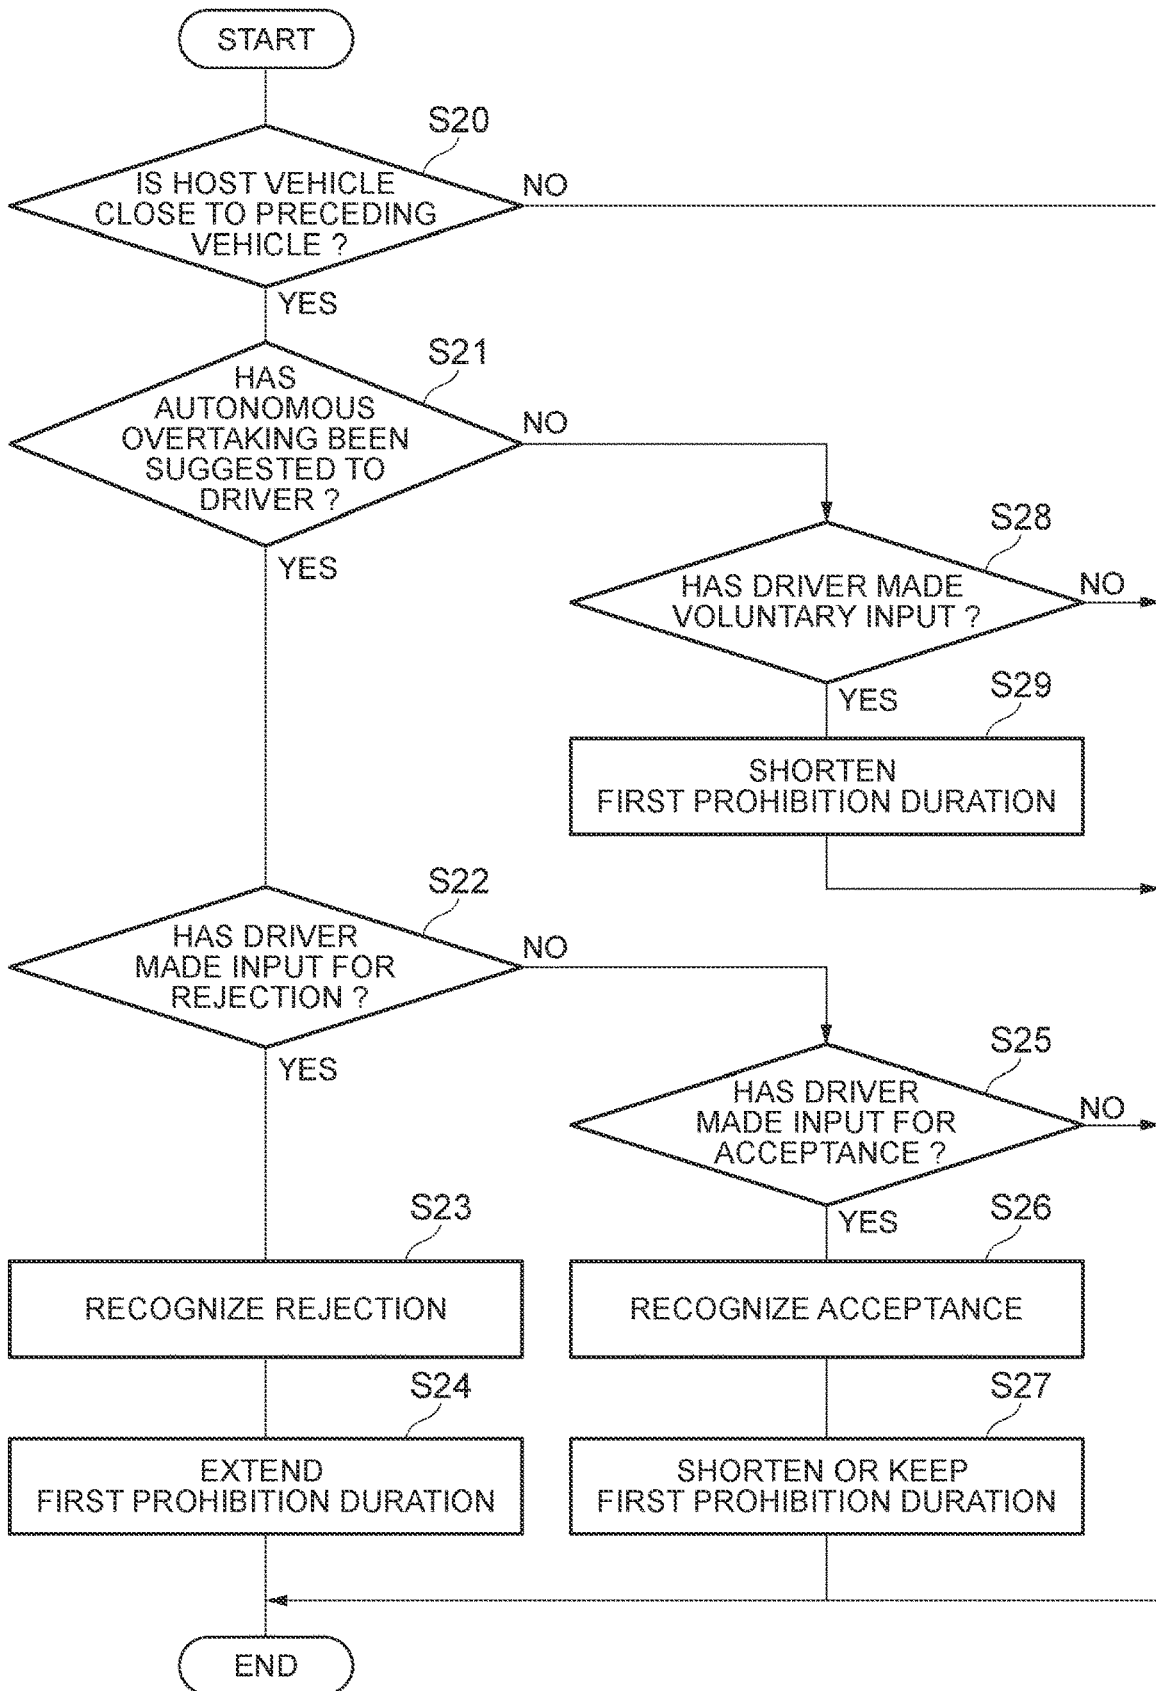 START
S20
IS HOST VEHICLE
CLOSE TO PRECEDING
VEHICLE ?
NO
YES
S21
HAS
AUTONOMOUS
OVERTAKING BEEN
SUGGESTED TO
DRIVER ?
NO
YES
S28
HAS DRIVER MADE
VOLUNTARY INPUT ?
NO
YES
S29
SHORTEN
FIRST PROHIBITION DURATION
S22
HAS DRIVER
MADE INPUT FOR
REJECTION ?
NO
YES
S25
HAS DRIVER
MADE INPUT FOR
ACCEPTANCE ?
NO
YES
S23
RECOGNIZE REJECTION
S26
RECOGNIZE ACCEPTANCE
S24
EXTEND
FIRST PROHIBITION DURATION
S27
SHORTEN OR KEEP
FIRST PROHIBITION DURATION
END